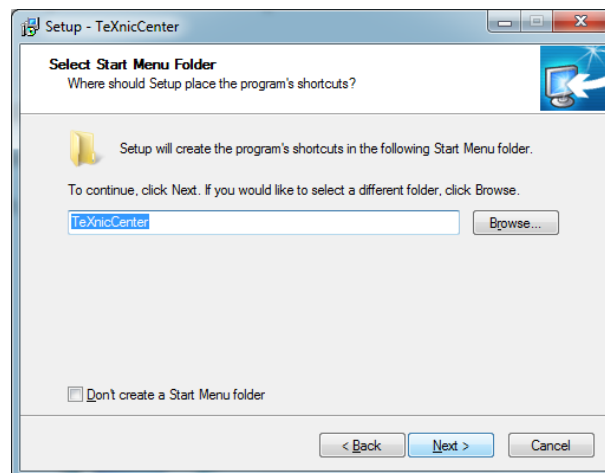 Setup - TeXnicCenter
Select Start Menu Folder
Where should Setup place the program's shortcuts?
Setup will create the program's shortcuts in the following Start Menu folder.
To continue, click Next. If you would like to select a different folder, click Browse.
TeXnicCenter
Browse...
Don't create a Start Menu folder
< Back
Next >
Cancel